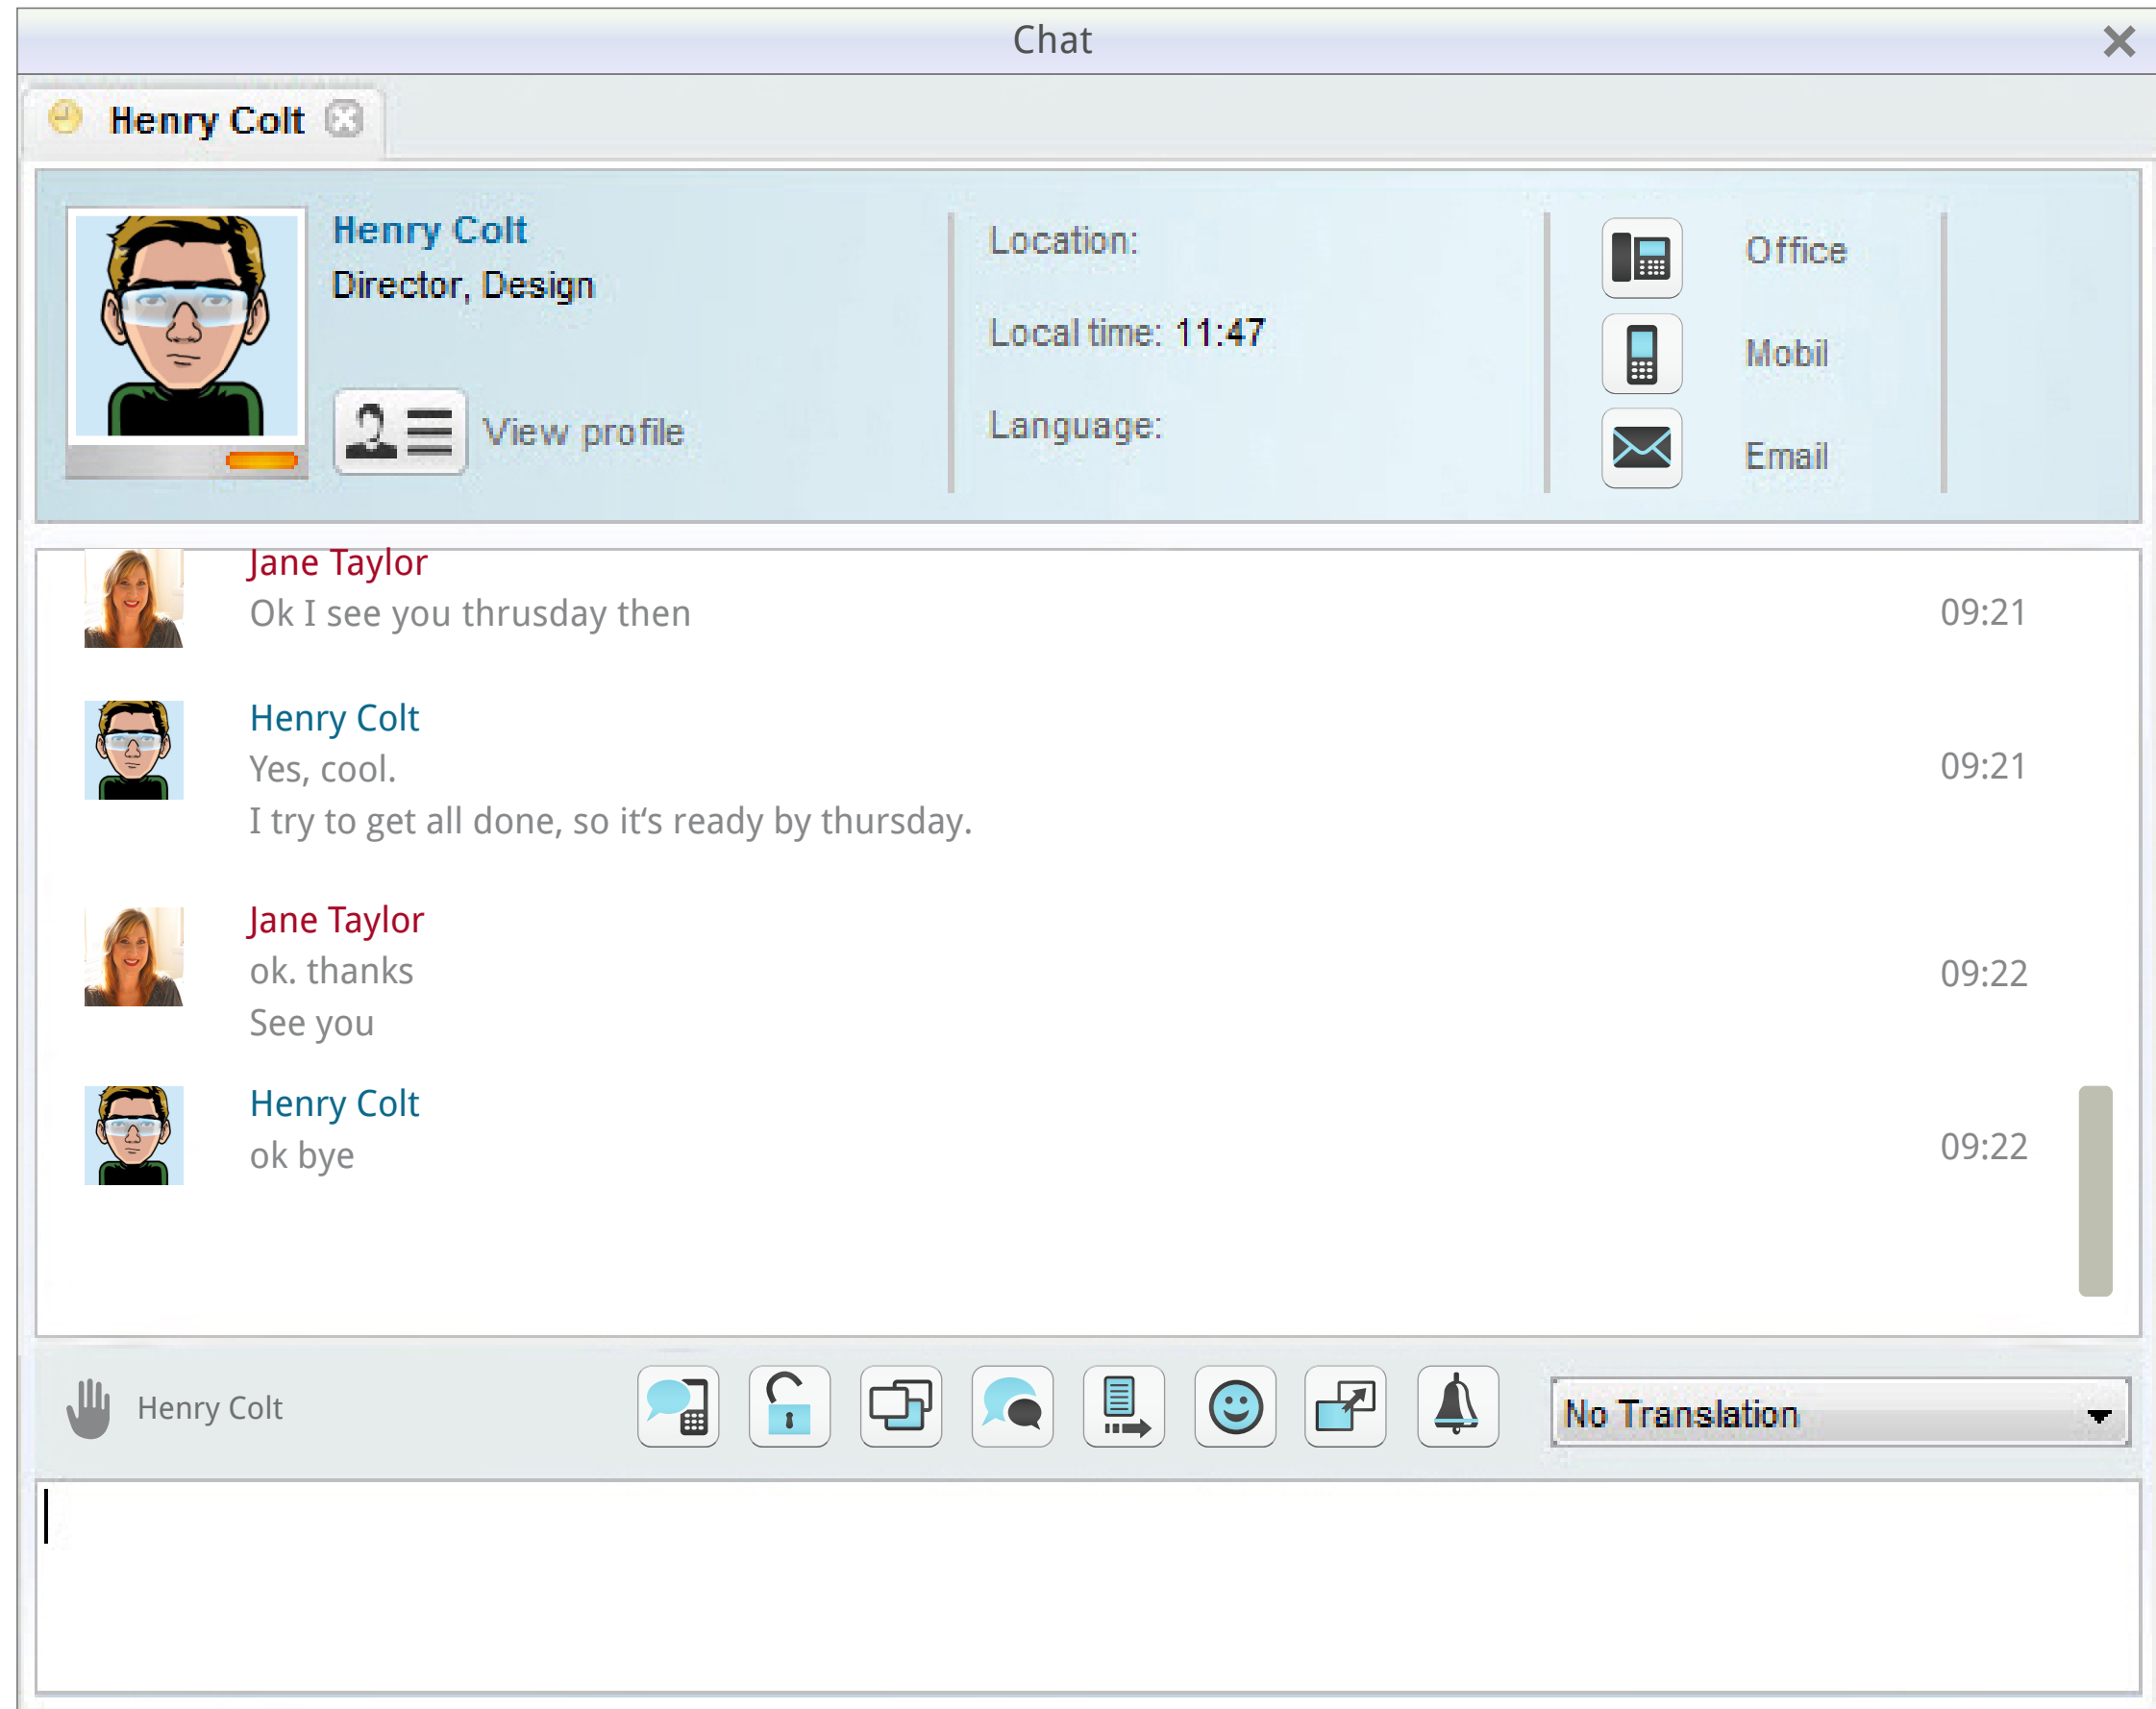 Chat
Henry Colt
Henry Colt
Director, Design
View profile
Location:
Local time: 11:47
Language:
Office
Mobil
Email
Jane Taylor
Ok I see you thrusday then 09:21
Henry Colt
Yes, cool. 09:21
I try to get all done, so it‘s ready by thursday.
Jane Taylor
ok. thanks 09:22
See you
Henry Colt
ok bye 09:22
Henry Colt
No Translation